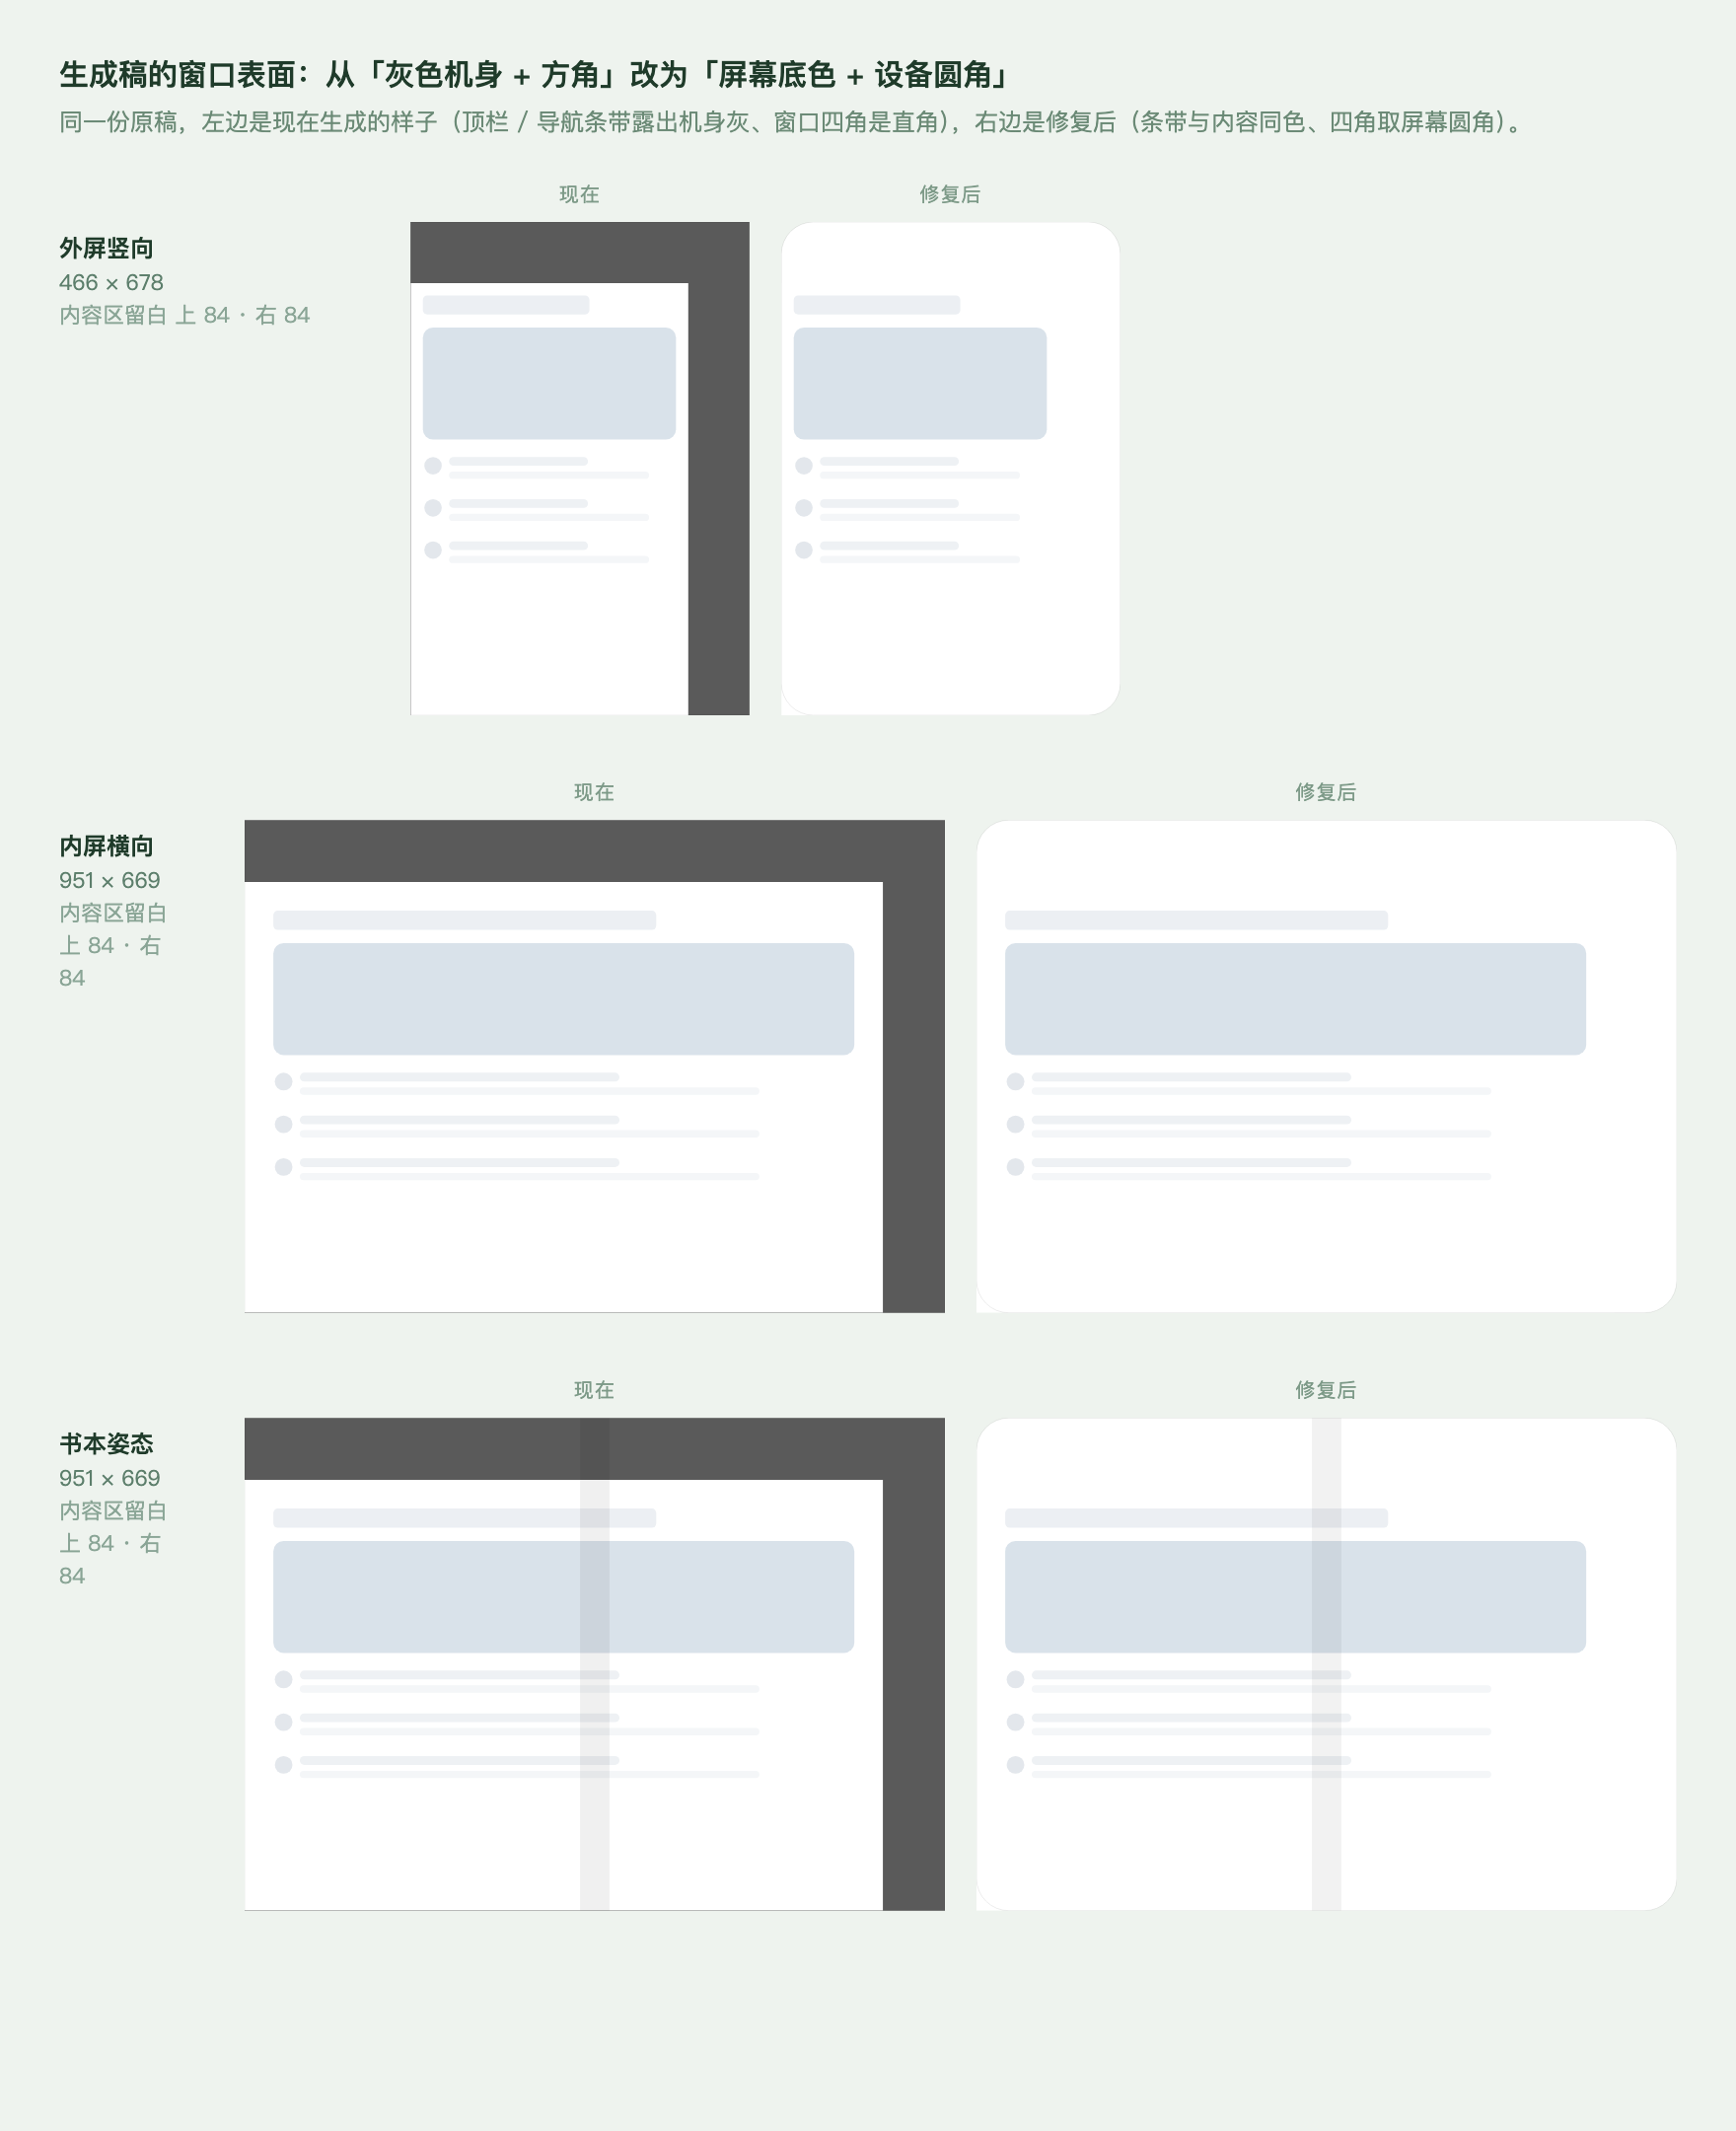 生成稿的窗口表面：从「灰色机身 + 方角」改为「屏幕底色 + 设备圆角」
同一份原稿，左边是现在生成的样子（顶栏 / 导航条带露出机身灰、窗口四角是直角），右边是修复后（条带与内容同色、四角取屏幕圆角）。
现在
修复后
外屏竖向
466 × 678
内容区留白 上 84 · 右 84
现在
修复后
内屏横向
951 × 669
内容区留白
上 84 · 右
84
现在
修复后
书本姿态
951 × 669
内容区留白
上 84 · 右
84